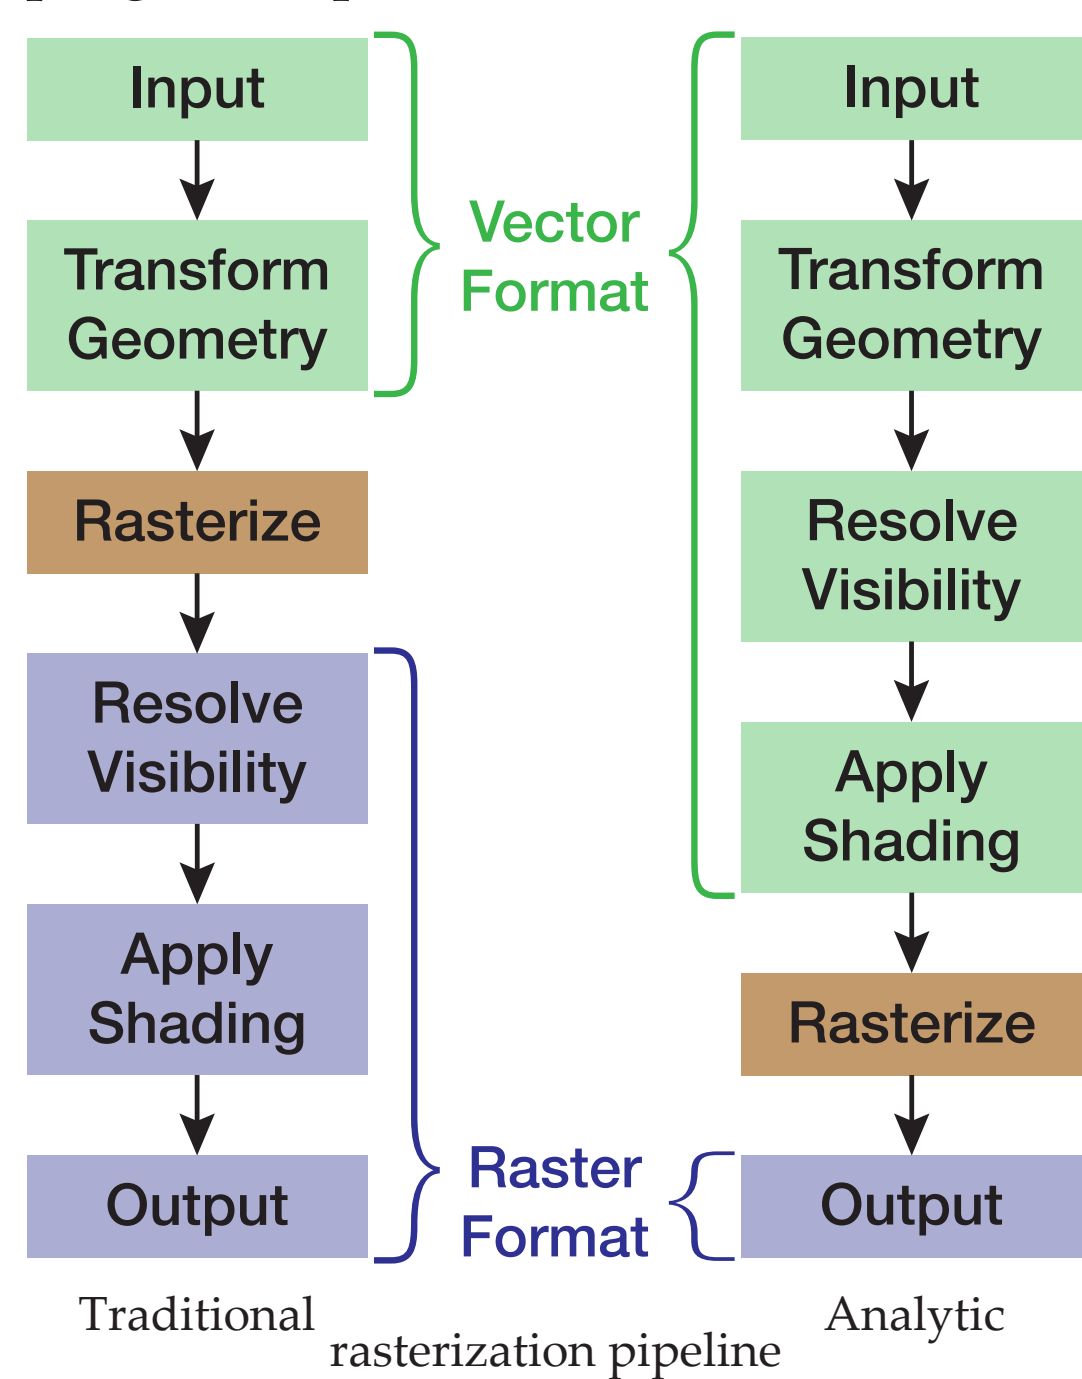 Input
Transform
Geometry
Rasterize
Resolve
Visibility
Apply
Shading
Output
Traditional
Vector
Format
Raster
Format
Input
Transform
Geometry
Resolve
Visibility
Apply
Shading
Rasterize
Output
Analytic
rasterization pipeline